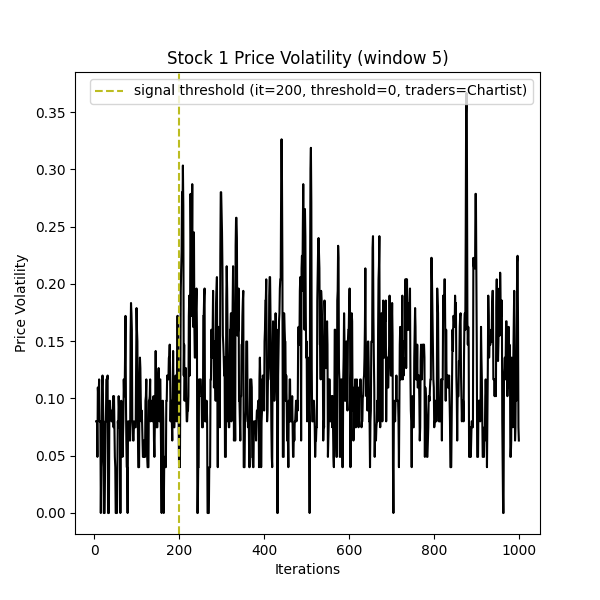 Stock 1 Price Volatility (window 5)
signal threshold (it=200, threshold=0, traders=Chartist)
0.35
0.30
0.25
0.20
0.15
0.10
0.05
0.00
Price Volatility
0 200 400 600 800 1000
Iterations